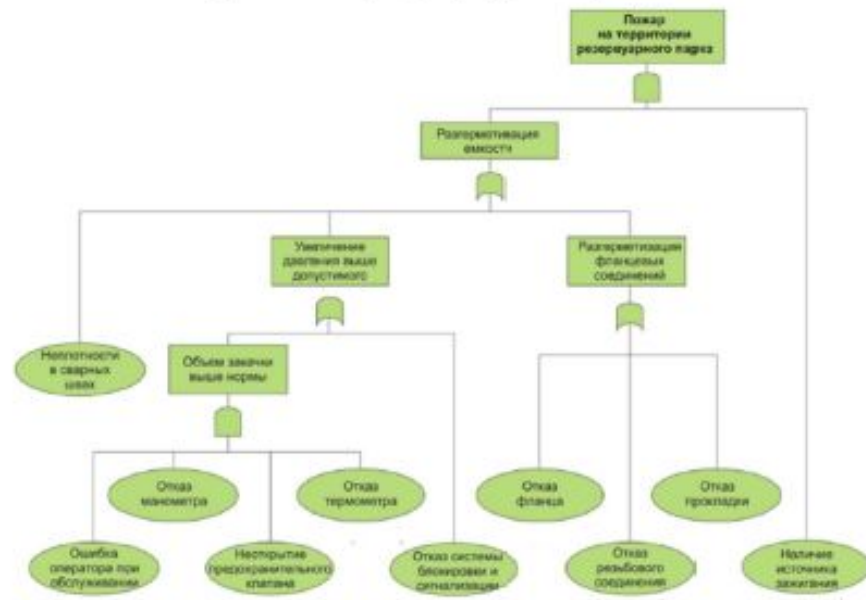 Пожар
на территории
резервуарного парка
Разгермотивация
емкости
Увеличение
давления выше
допустимого
Разгерметизация
фланцевых
соединений
Неплотности
в сварных
швах
Объем закачки
выше нормы
Отказ
манометра
Отказ
термометра
Отказ
фланца
Отказ
прокладки
Ошибка
оператора при
обслуживании
Несткрытие
предохранительного
клапана
Отказ системы
блокировки и
сигнализации
Отказ
резьбового
соединения
Наличие
источника
зажигания